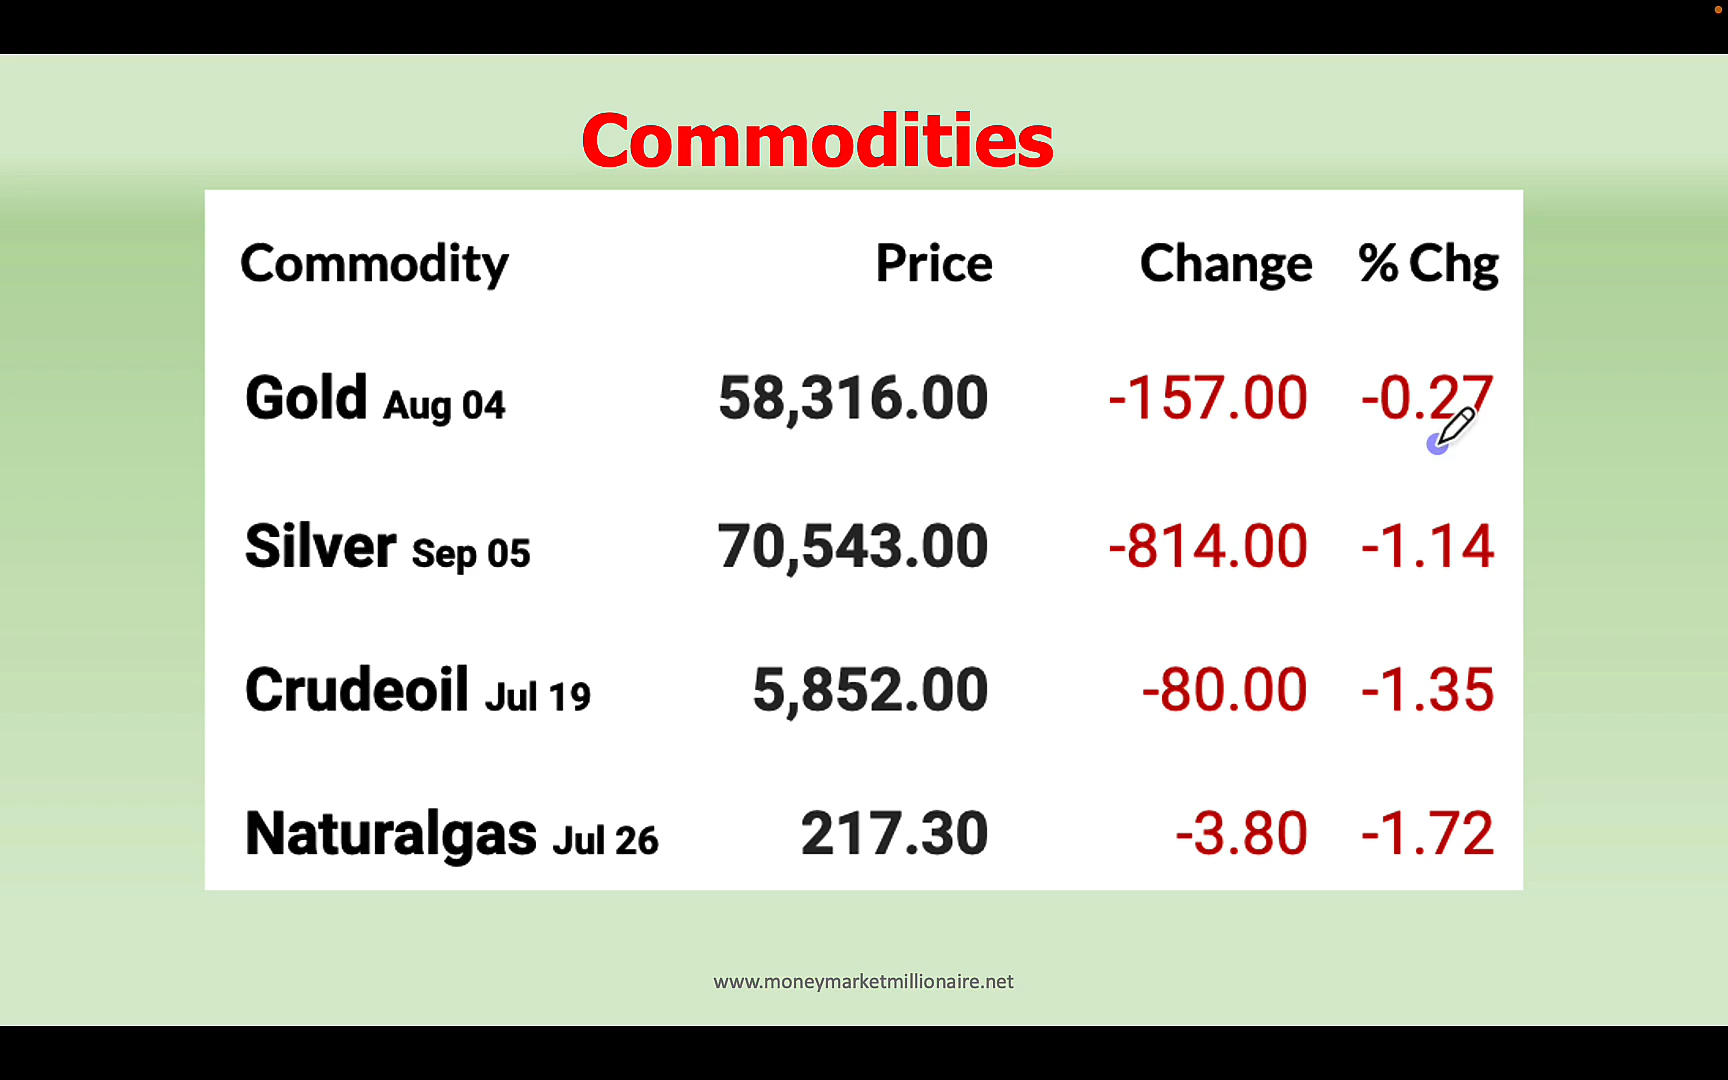 Commodities
Commodity Price Change % Chg
Gold Aug 04 58,316.00 -157.00 -0.27
Silver Sep 05 70,543.00 -814.00 -1.14
Crudeoil Jul 19 5,852.00 -80.00 -1.35
Naturalgas Jul 26 217.30 -3.80 -1.72
www.moneymarketmillionaire.net